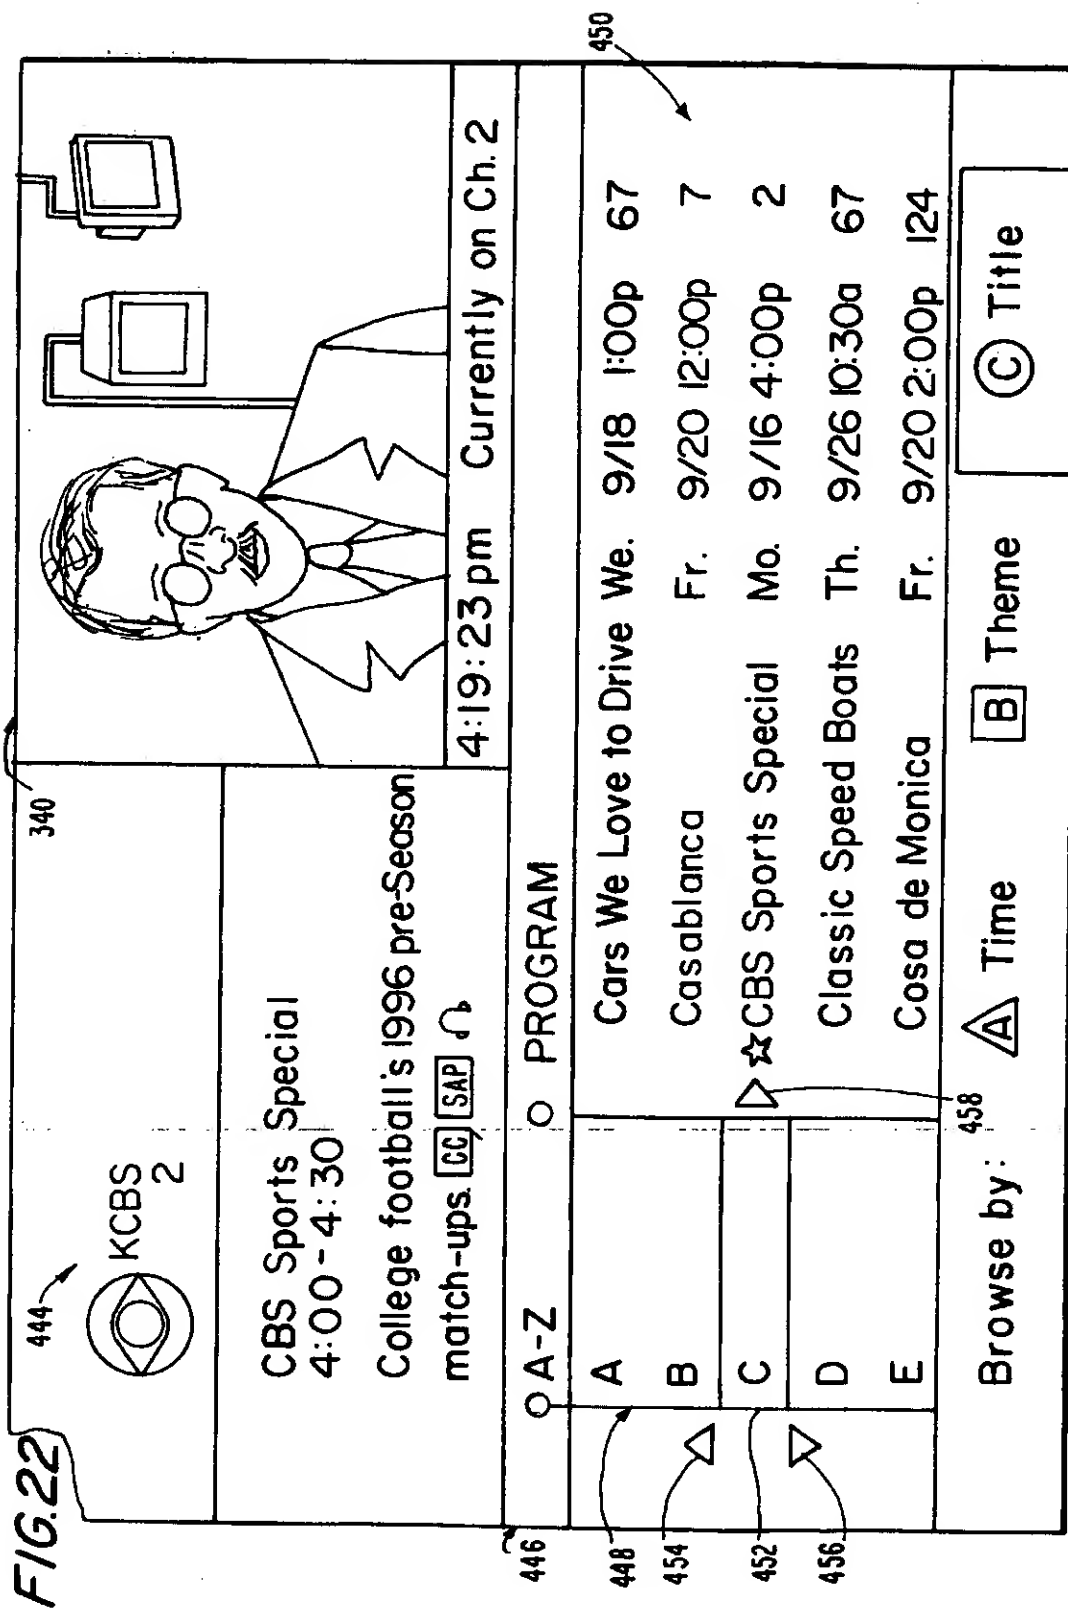 FIG.22
444
KCBS
2
CBS Sports Special
4:00-4:30
College football's 1996 pre-Season
match-ups. CC SAP
340
4:19:23 pm Currently on Ch. 2
446
A-Z
PROGRAM
450
448
454
452
456
A
B
C
D
E
Cars We Love to Drive We. 9/18 1:00p 67
Casablanca Fr. 9/20 12:00p 7
☆CBS Sports Special Mo. 9/16 4:00p 2
Classic Speed Boats Th. 9/26 10:30a 67
Cosa de Monica Fr. 9/20 2:00p 124
458
Browse by: A Time B Theme C Title